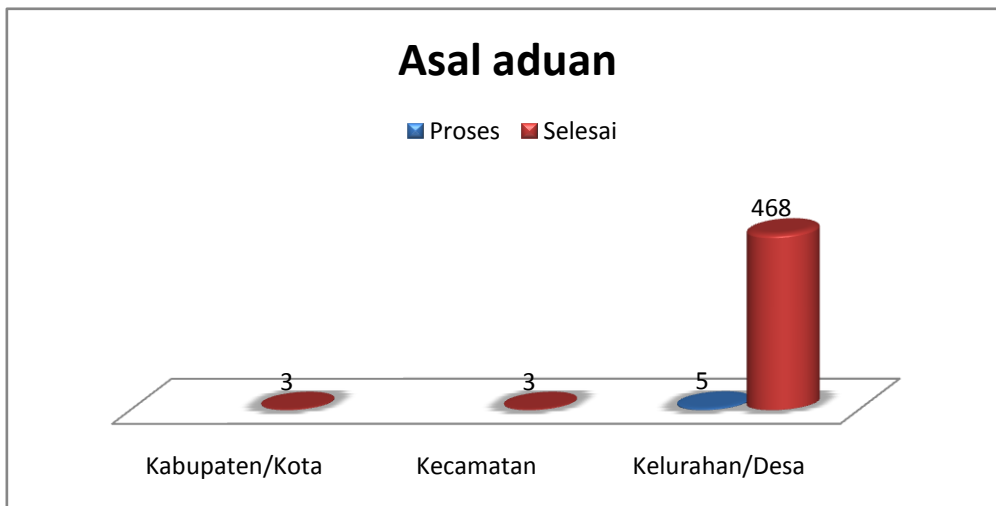 Asal aduan
Proses Selesai
468
3 3 5
Kabupaten/Kota Kecamatan Kelurahan/Desa